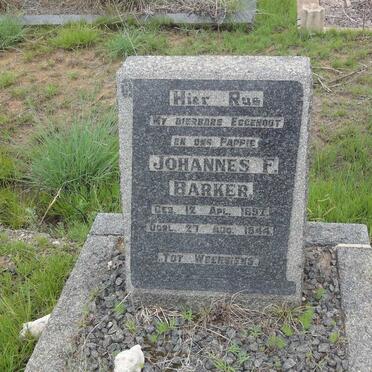 Hier Rus
My dierbare Eggenoot
en ons Pappie
Johannes F.
Barker.
Geb. 12 Apl. 1897.
Oorl. 27 Aug. 1944.
Tot Weersiens.